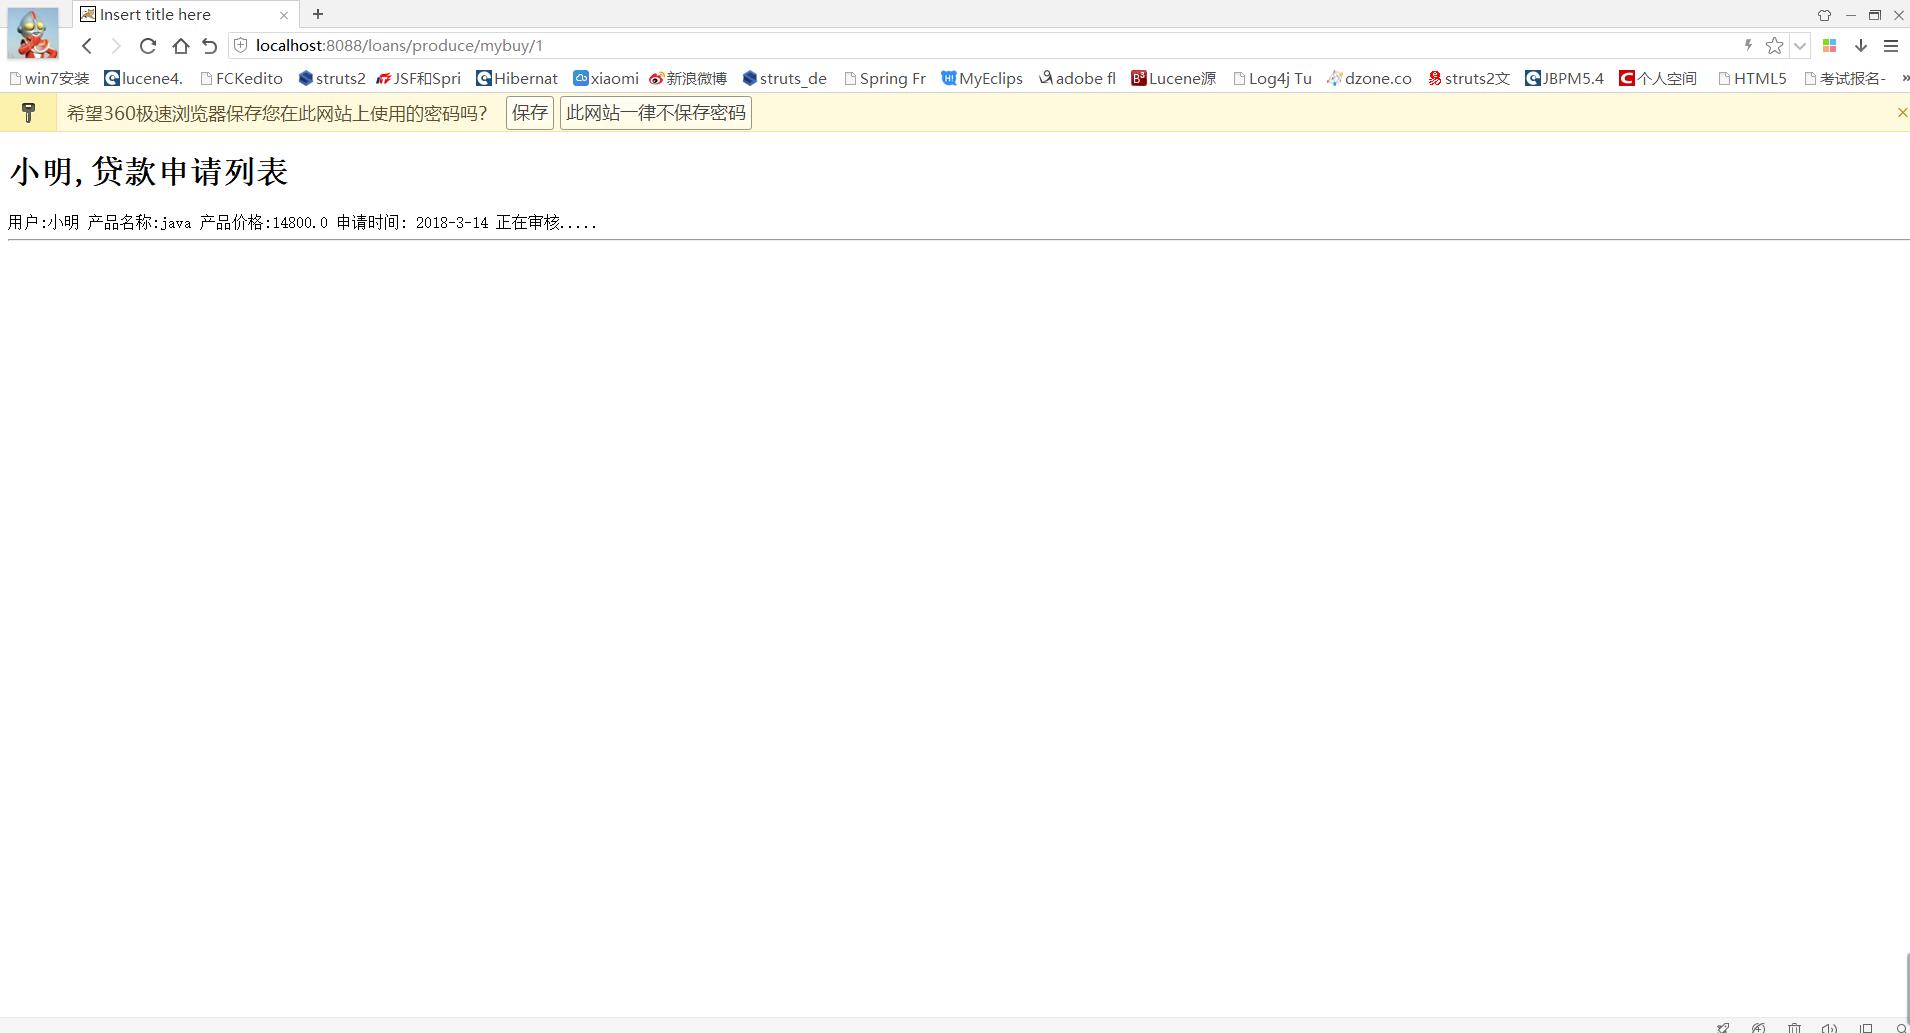 Insert title here
localhost:8088/loans/produce/mybuy/1
win7安装 lucene4. FCKedito struts2 JSF和Spri Hibernat xiaomi 新浪微博 struts_de Spring Fr MyEclips adobe fl Lucene源 Log4j Tu dzone.co struts2文 JBPM5.4 个人空间 HTML5 考试报名-
希望360极速浏览器保存您在此网站上使用的密码吗? 保存 此网站一律不保存密码
小明,贷款申请列表
用户:小明 产品名称:java 产品价格:14800.0 申请时间: 2018-3-14 正在审核.....